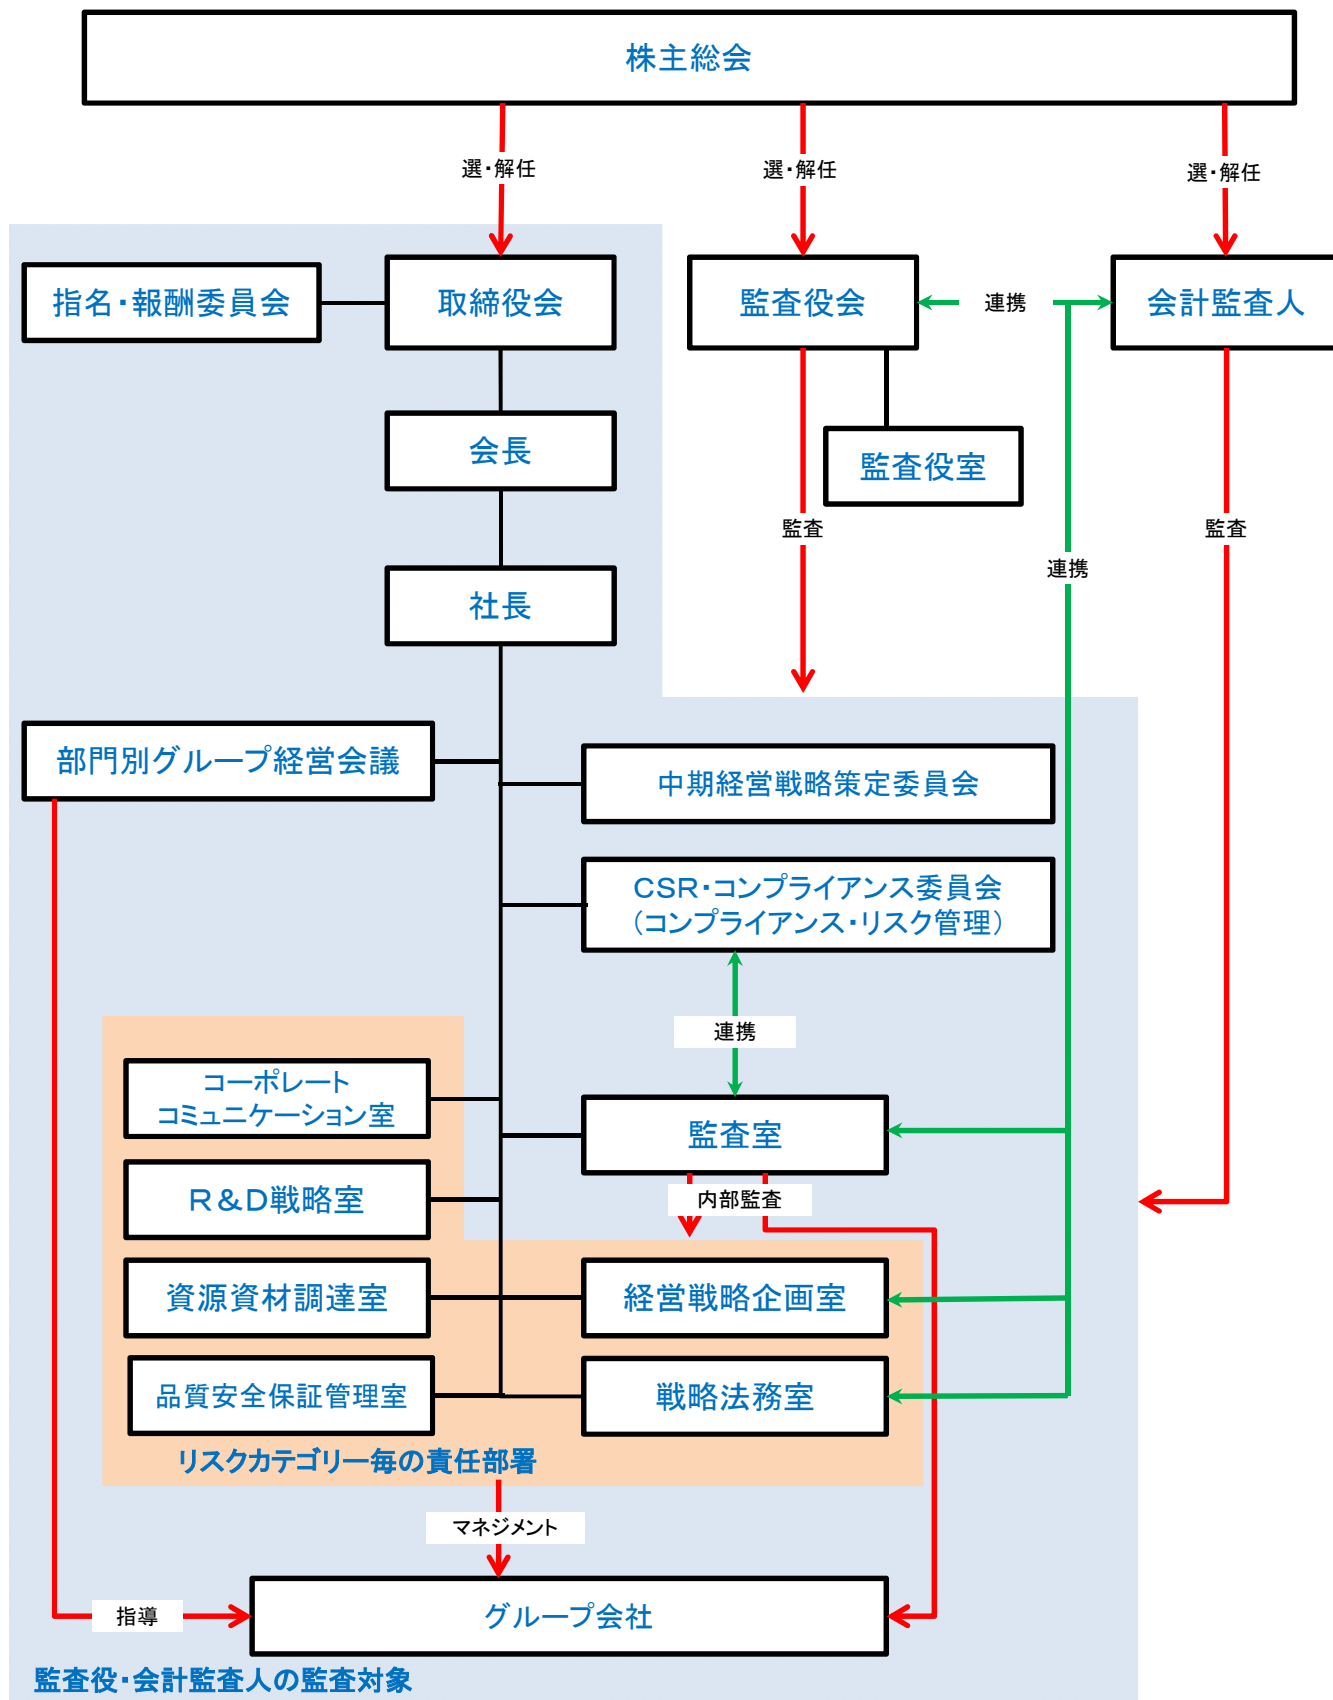 株主総会
選・解任
選・解任
選・解任
指名・報酬委員会
取締役会
監査役会
連携
会計監査人
会長
監査役室
監査
監査
連携
社長
部門別グループ経営会議
中期経営戦略策定委員会
CSR・コンプライアンス委員会
（コンプライアンス・リスク管理）
連携
コーポレート
コミュニケーション室
監査室
R&D戦略室
内部監査
資源資材調達室
経営戦略企画室
品質安全保証管理室
戦略法務室
リスクカテゴリー毎の責任部署
マネジメント
指導
グループ会社
監査役・会計監査人の監査対象